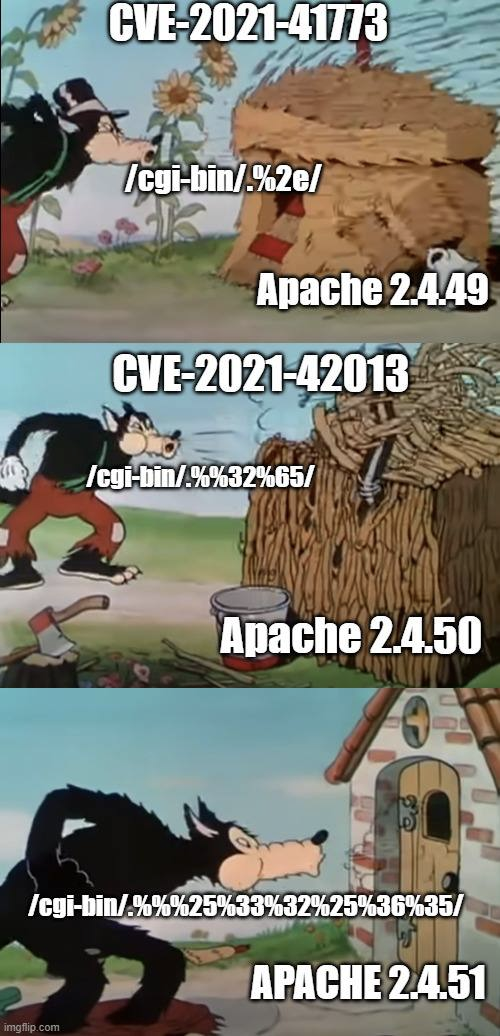 CVE-2021-41773
/cgi-bin/.%2e/
Apache 2.4.49
CVE-2021-42013
/cgi-bin/.%%32%65/
Apache 2.4.50
/cgi-bin/.%%%25%33%32%25%36%35/
APACHE 2.4.51
imgflip.com